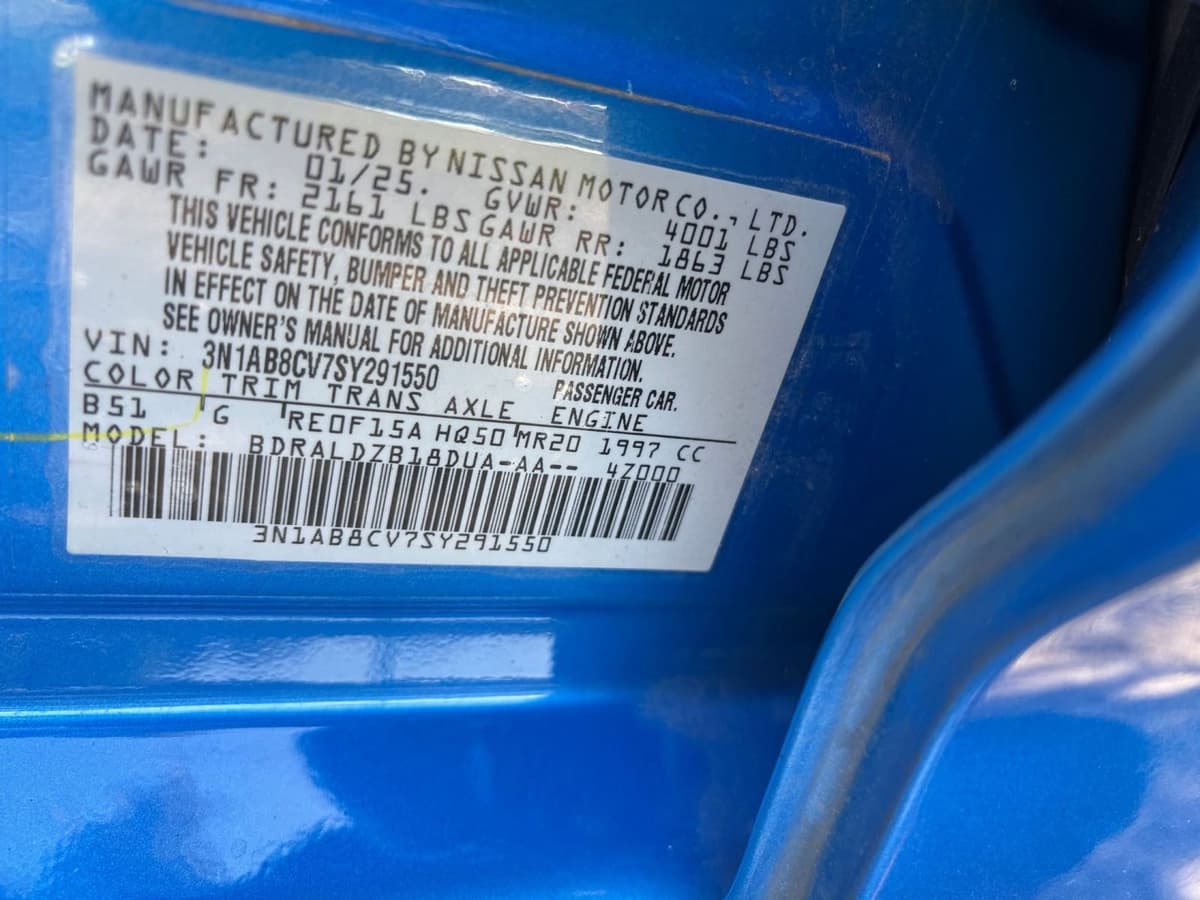 MANUFACTURED BY NISSAN MOTOR CO., LTD.
DATE: 01/25. GVWR: 4001 LBS
GAWR FR: 2161 LBS GAWR RR: 1863 LBS
THIS VEHICLE CONFORMS TO ALL APPLICABLE FEDERAL MOTOR
VEHICLE SAFETY, BUMPER AND THEFT PREVENTION STANDARDS
IN EFFECT ON THE DATE OF MANUFACTURE SHOWN ABOVE.
SEE OWNER'S MANUAL FOR ADDITIONAL INFORMATION.
VIN: 3N1AB8CV7SY291550 PASSENGER CAR.
COLOR TRIM TRANS AXLE ENGINE
B51 G RE0F15A HQ50 MR20 1997 CC
MODEL: BDRALDZB18DUA-AA-- 4Z000
3N1AB8CV7SY291550